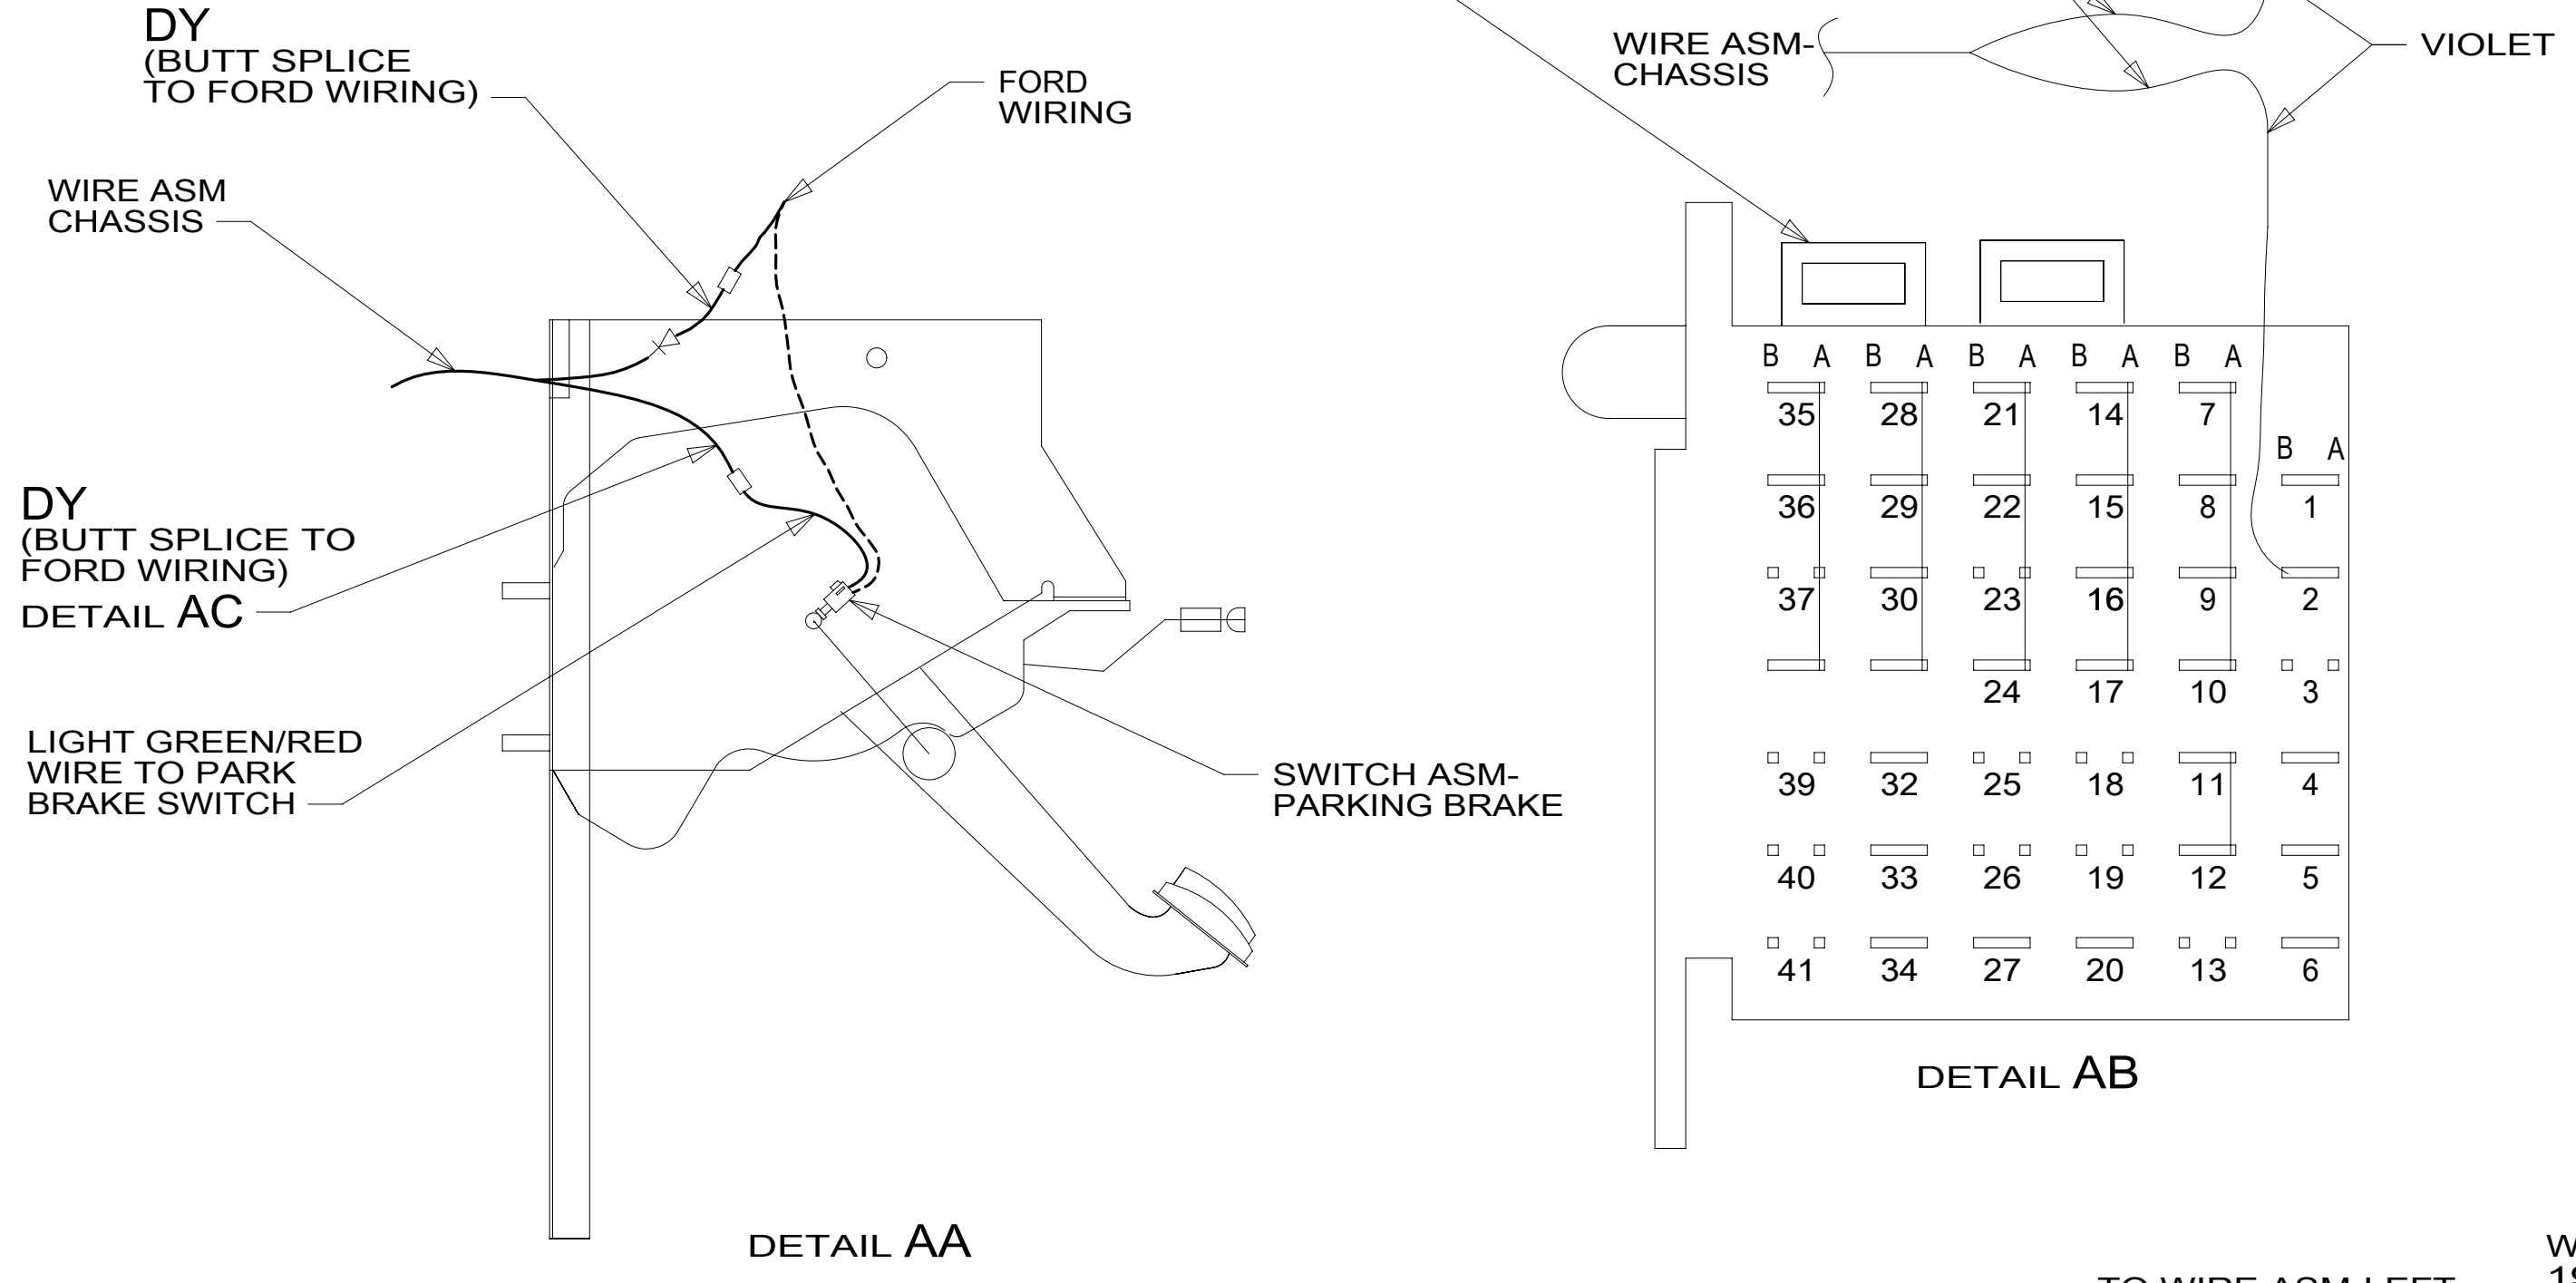 DY
(BUTT SPLICE
TO FORD WIRING)
FORD
WIRING
WIRE ASM
CHASSIS
DY
(BUTT SPLICE TO
FORD WIRING)
DETAIL AC
LIGHT GREEN/RED
WIRE TO PARK
BRAKE SWITCH
SWITCH ASM-
PARKING BRAKE
DETAIL AA
WIRE ASM-
CHASSIS
VIOLET
B A B A B A B A B A
35 28 21 14 7
B A
36 29 22 15 8 1
37 30 23 16 9 2
24 17 10 3
39 32 25 18 11 4
40 33 26 19 12 5
41 34 27 20 13 6
DETAIL AB
TO WIRE ASM LEFT